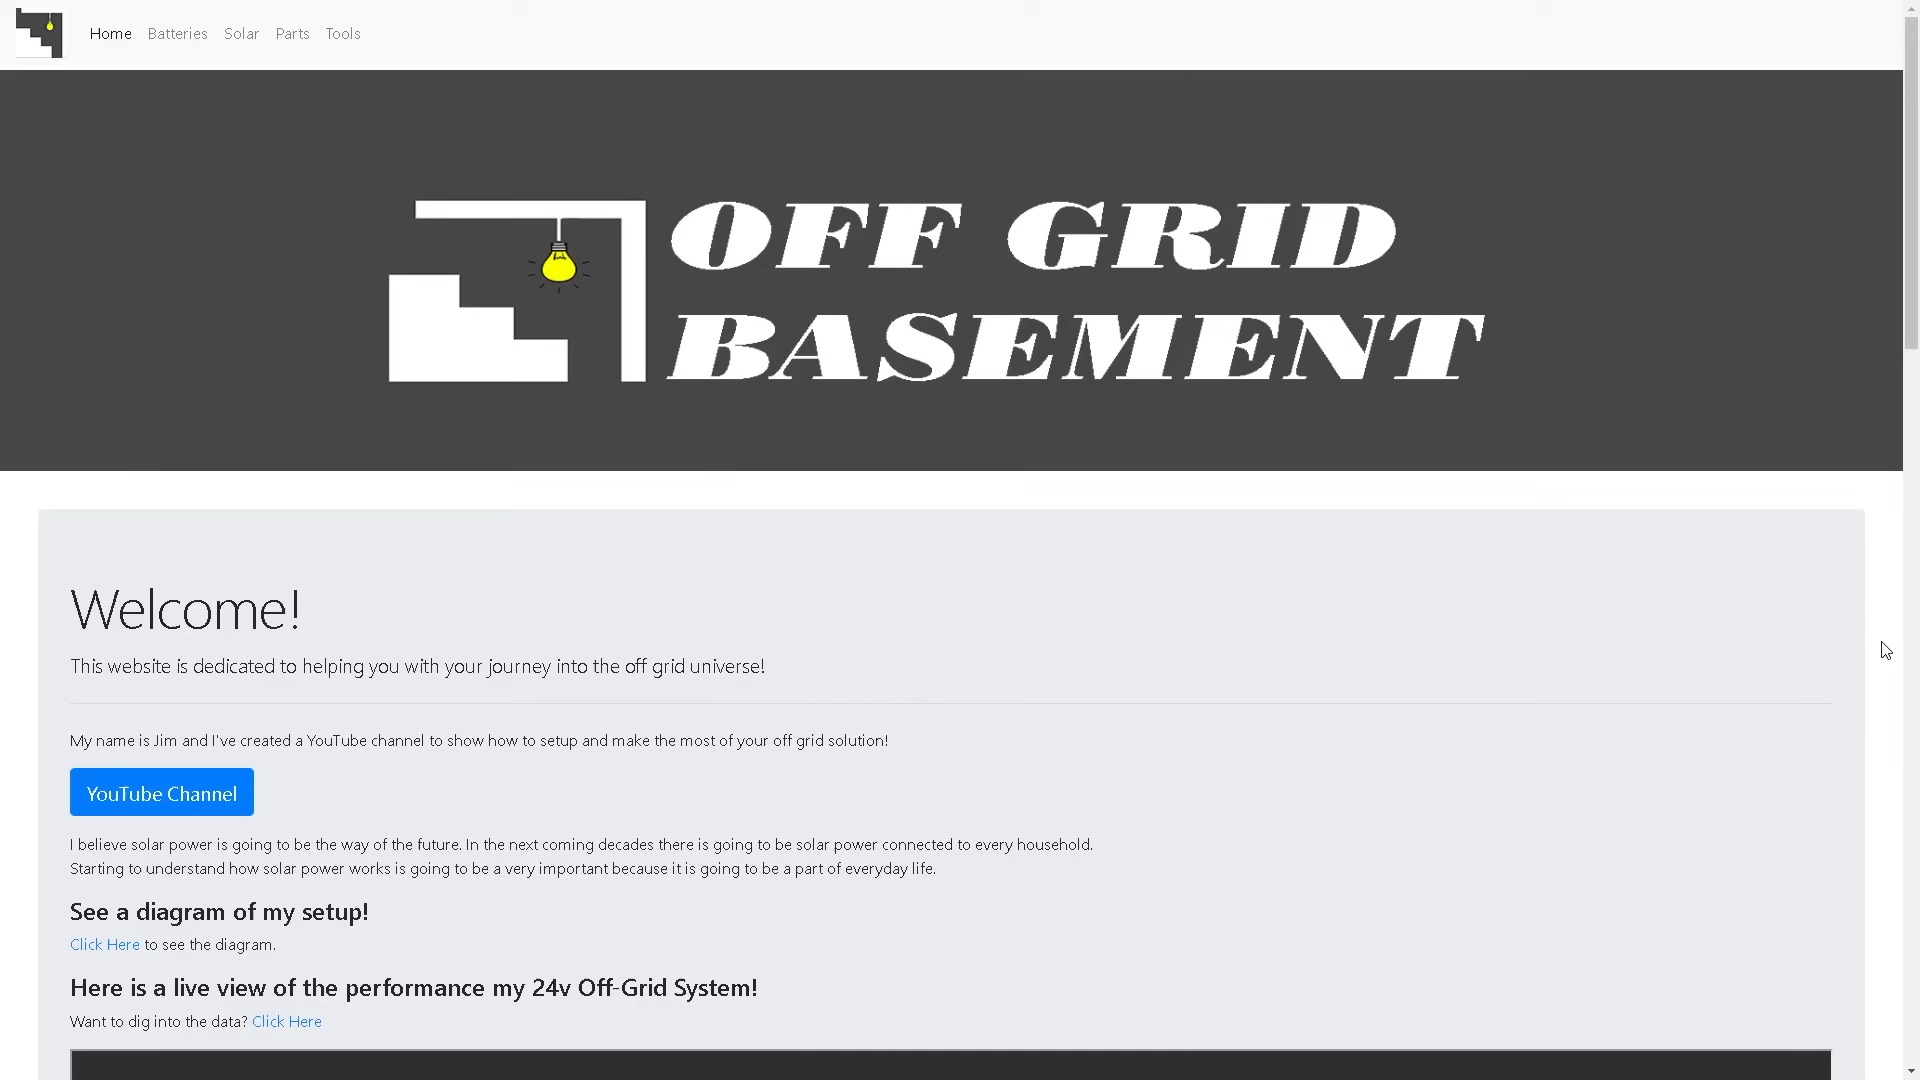 Home Batteries Solar Parts Tools
OFF GRID
BASEMENT
Welcome!
This website is dedicated to helping you with your journey into the off grid universe!
My name is Jim and I've created a YouTube channel to show how to setup and make the most of your off grid solution!
YouTube Channel
I believe solar power is going to be the way of the future. In the next coming decades there is going to be solar power connected to every household.
Starting to understand how solar power works is going to be a very important because it is going to be a part of everyday life.
See a diagram of my setup!
Click Here to see the diagram.
Here is a live view of the performance my 24v Off-Grid System!
Want to dig into the data? Click Here